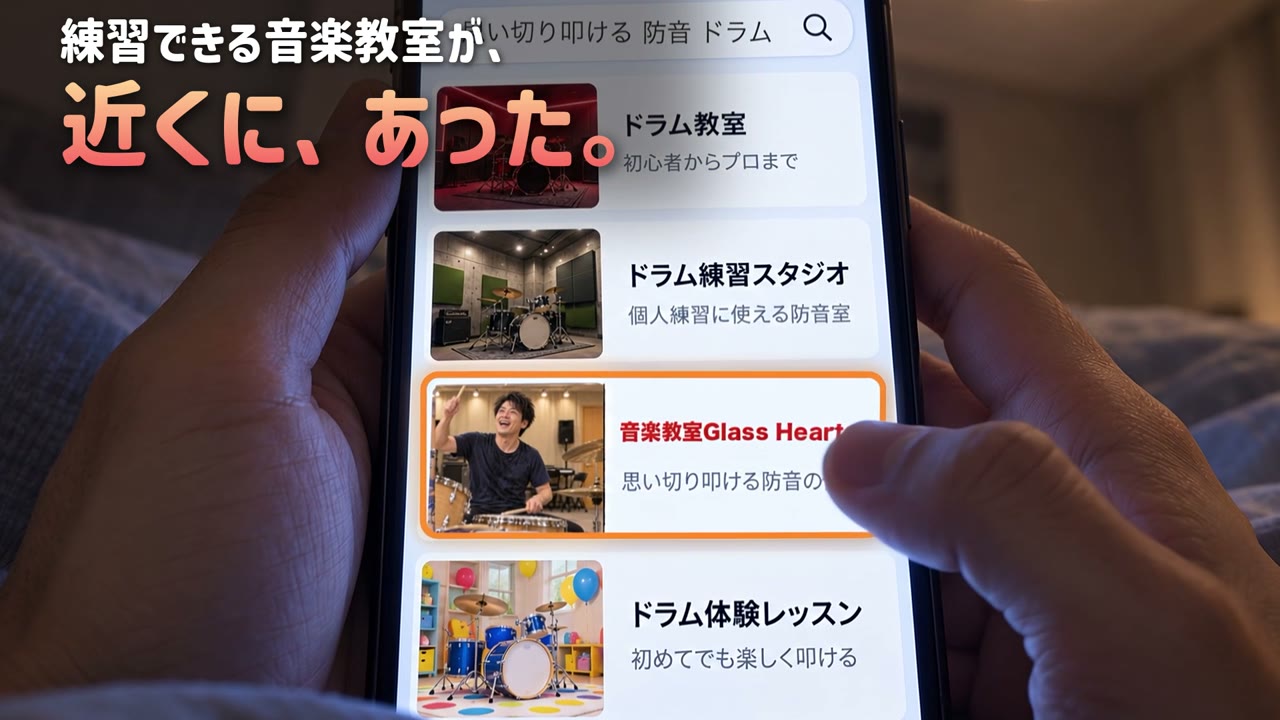 練習できる音楽教室が、
近くに、あった。
い切り叩ける 防音 ドラム
ドラム教室
初心者からプロまで
ドラム練習スタジオ
個人練習に使える防音室
音楽教室Glass Heart
思い切り叩ける防音の
ドラム体験レッスン
初めてでも楽しく叩ける